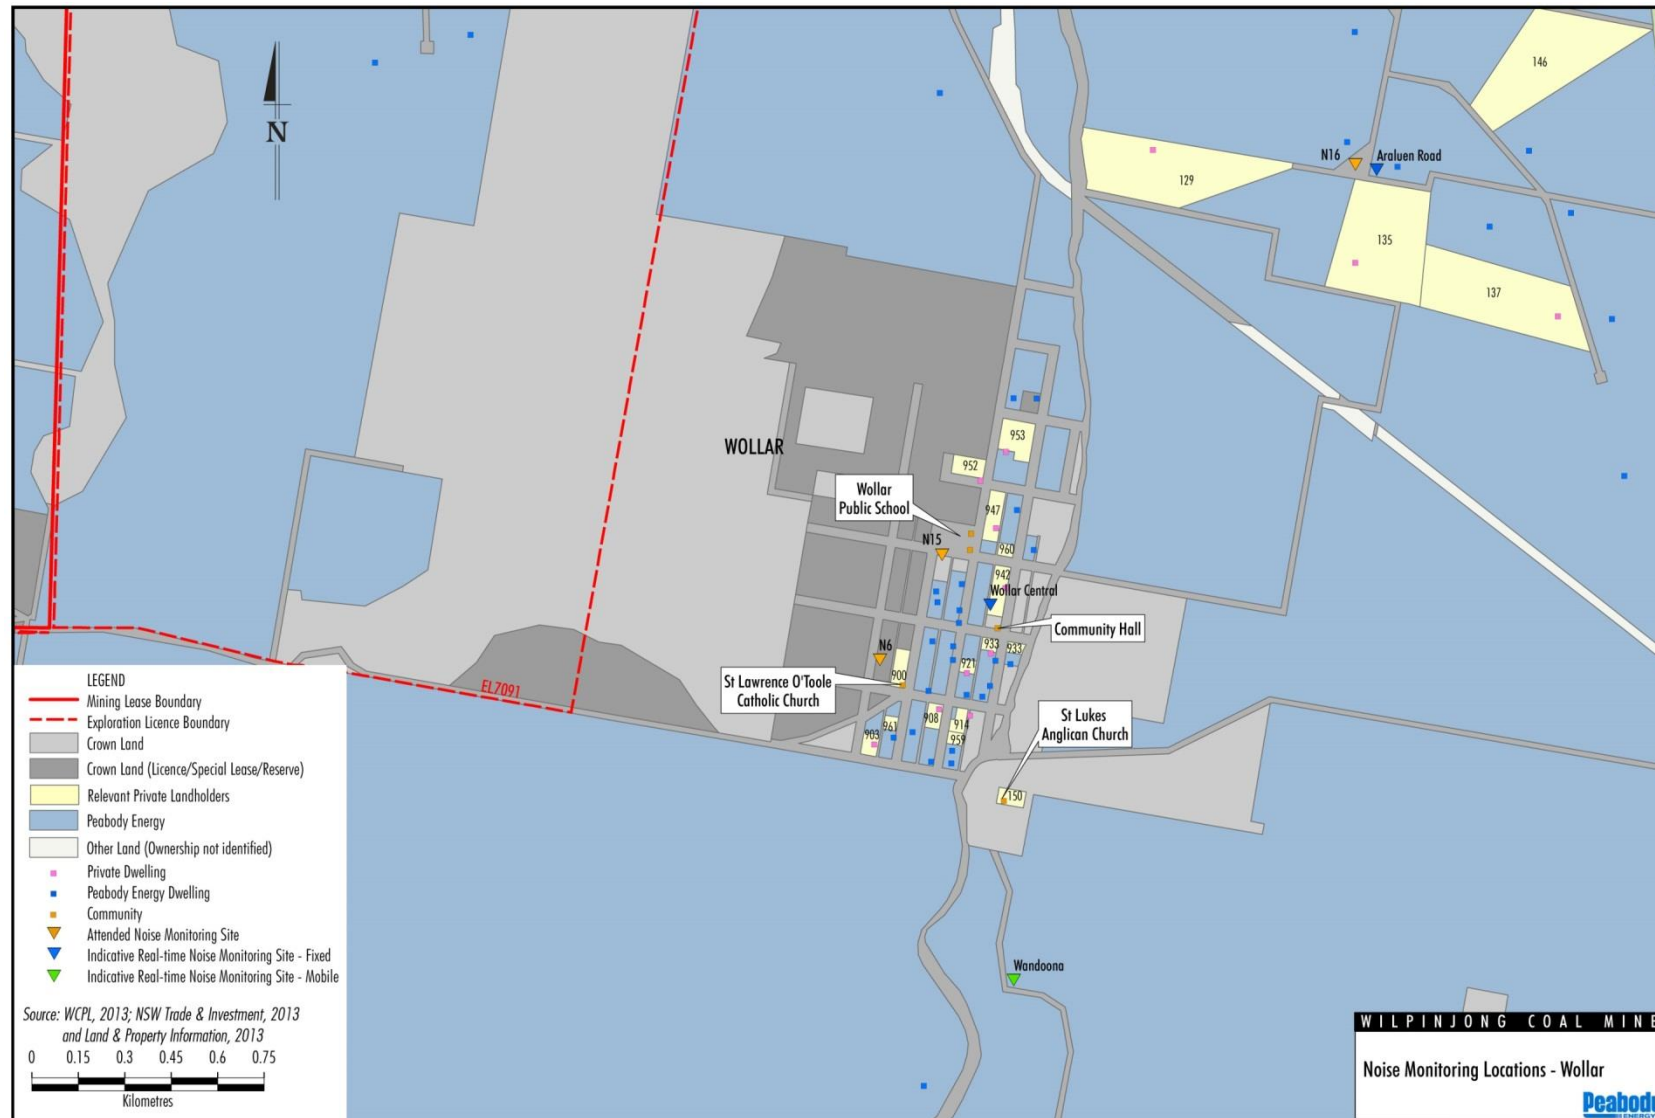 N
146
N16
Araluen Road
129
135
137
WOLLAR
953
952
Wollar
Public School
947
N15
960
942
Wollar Central
Community Hall
N6
933
933
921
900
St Lawrence O'Toole
Catholic Church
EL7091
St Lukes
Anglican Church
908
914
961
903
959
150
Wandoona
LEGEND
Mining Lease Boundary
Exploration Licence Boundary
Crown Land
Crown Land (Licence/Special Lease/Reserve)
Relevant Private Landholders
Peabody Energy
Other Land (Ownership not identified)
Private Dwelling
Peabody Energy Dwelling
Community
Attended Noise Monitoring Site
Indicative Real-time Noise Monitoring Site - Fixed
Indicative Real-time Noise Monitoring Site - Mobile
Source: WCPL, 2013; NSW Trade & Investment, 2013
and Land & Property Information, 2013
0 0.15 0.3 0.45 0.6 0.75
Kilometres
WILPINJONG COAL MINE
Noise Monitoring Locations - Wollar
Peabody
ENERGY